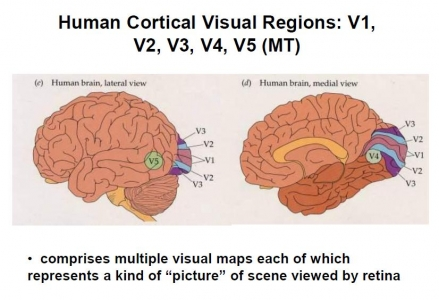 Human Cortical Visual Regions: V1,
V2, V3, V4, V5 (MT)
(c) Human brain, lateral view
V5
V3
V2
V1
V2
V3
(d) Human brain, medial view
V4
V3
V2
V1
V2
V3
• comprises multiple visual maps each of which
represents a kind of “picture” of scene viewed by retina